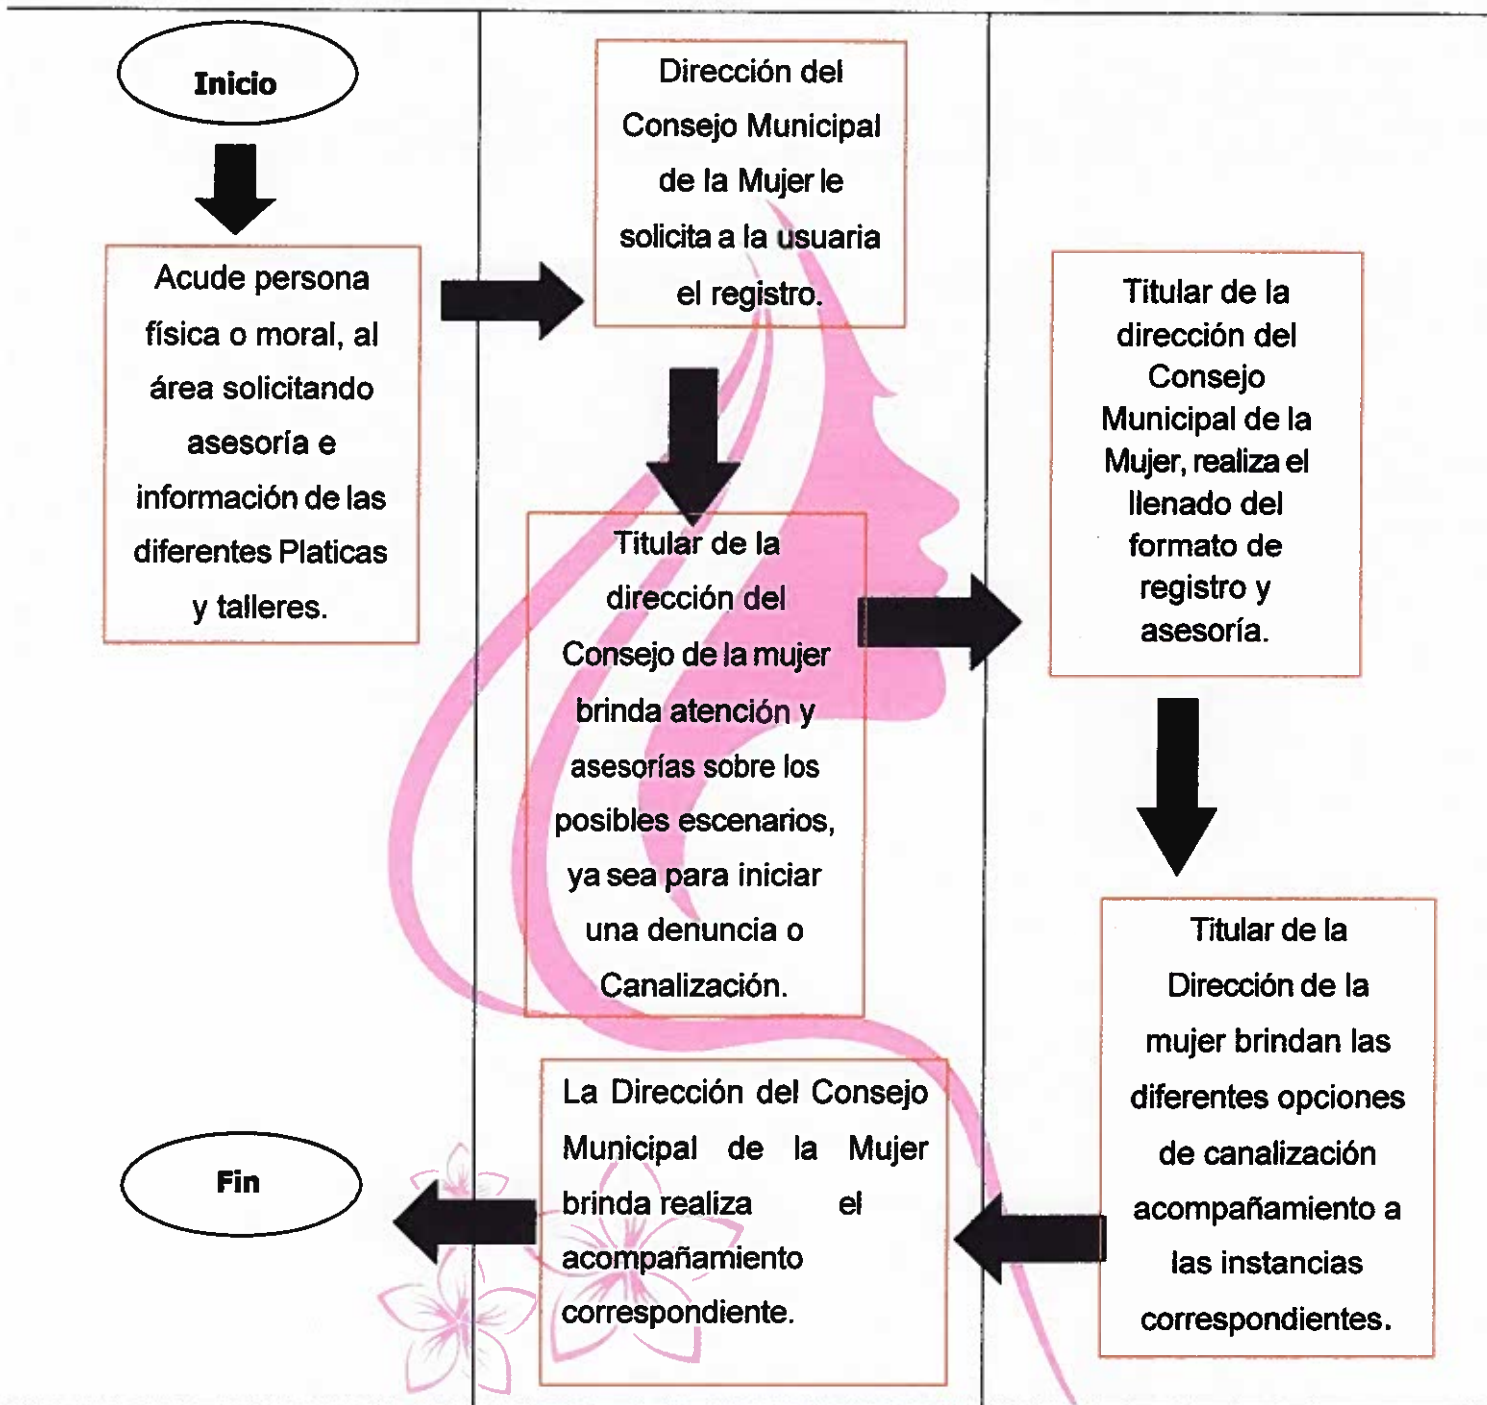 Inicio
Acude persona
física o moral, al
área solicitando
asesoría e
información de las
diferentes Platicas
y talleres.
Dirección del
Consejo Municipal
de la Mujer le
solicita a la usuaria
el registro.
Titular de la
dirección del
Consejo de la mujer
brinda atención y
asesorías sobre los
posibles escenarios,
ya sea para iniciar
una denuncia o
Canalización.
Titular de la
dirección del
Consejo
Municipal de la
Mujer, realiza el
llenado del
formato de
registro y
asesoría.
Titular de la
Dirección de la
mujer brindan las
diferentes opciones
de canalización
acompañamiento a
las instancias
correspondientes.
La Dirección del Consejo
Municipal de la Mujer
brinda realiza el
acompañamiento
correspondiente.
Fin